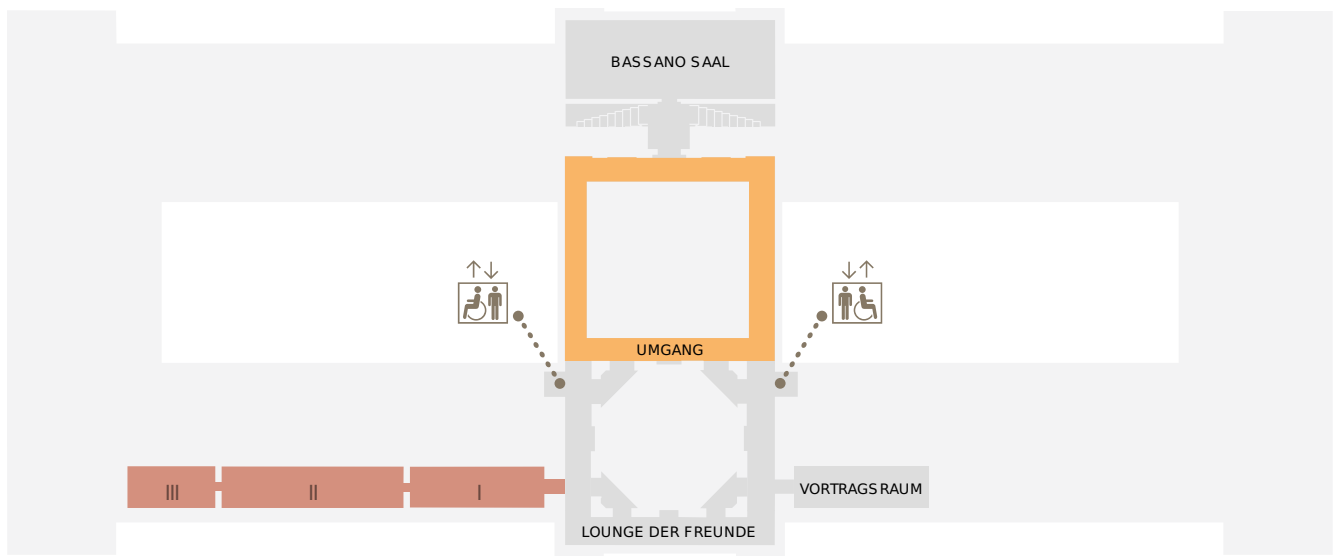 BASSANO SAAL
UMGANG
III II I
VORTRAGSRAUM
LOUNGE DER FREUNDE